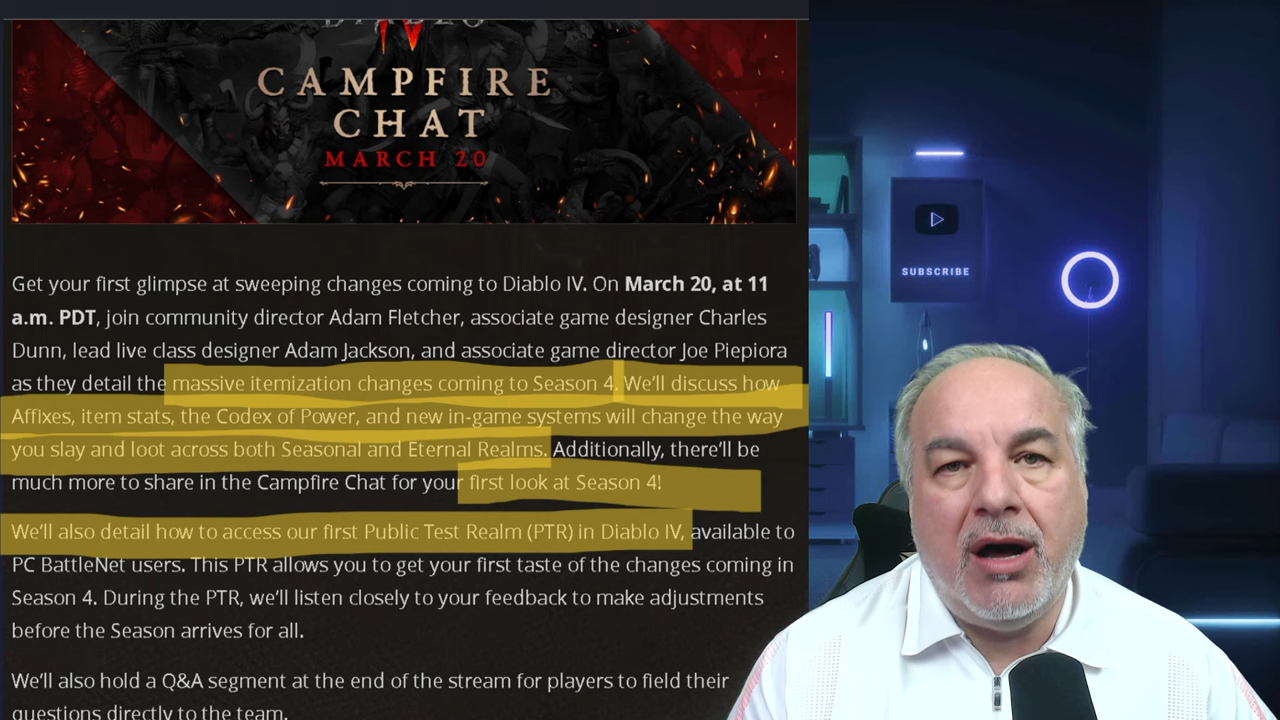 DIABLO
IV
CAMPFIRE
CHAT
MARCH 20
Get your first glimpse at sweeping changes coming to Diablo IV. On March 20, at 11
a.m. PDT, join community director Adam Fletcher, associate game designer Charles
Dunn, lead live class designer Adam Jackson, and associate game director Joe Piepiora
as they detail the massive itemization changes coming to Season 4. We'll discuss how
Affixes, item stats, the Codex of Power, and new in-game systems will change the way
you slay and loot across both Seasonal and Eternal Realms. Additionally, there'll be
much more to share in the Campfire Chat for your first look at Season 4!
We'll also detail how to access our first Public Test Realm (PTR) in Diablo IV, available to
PC BattleNet users. This PTR allows you to get your first taste of the changes coming in
Season 4. During the PTR, we'll listen closely to your feedback to make adjustments
before the Season arrives for all.
We'll also hold a Q&A segment at the end of the stream for players to field their
questions directly to the team.
SUBSCRIBE